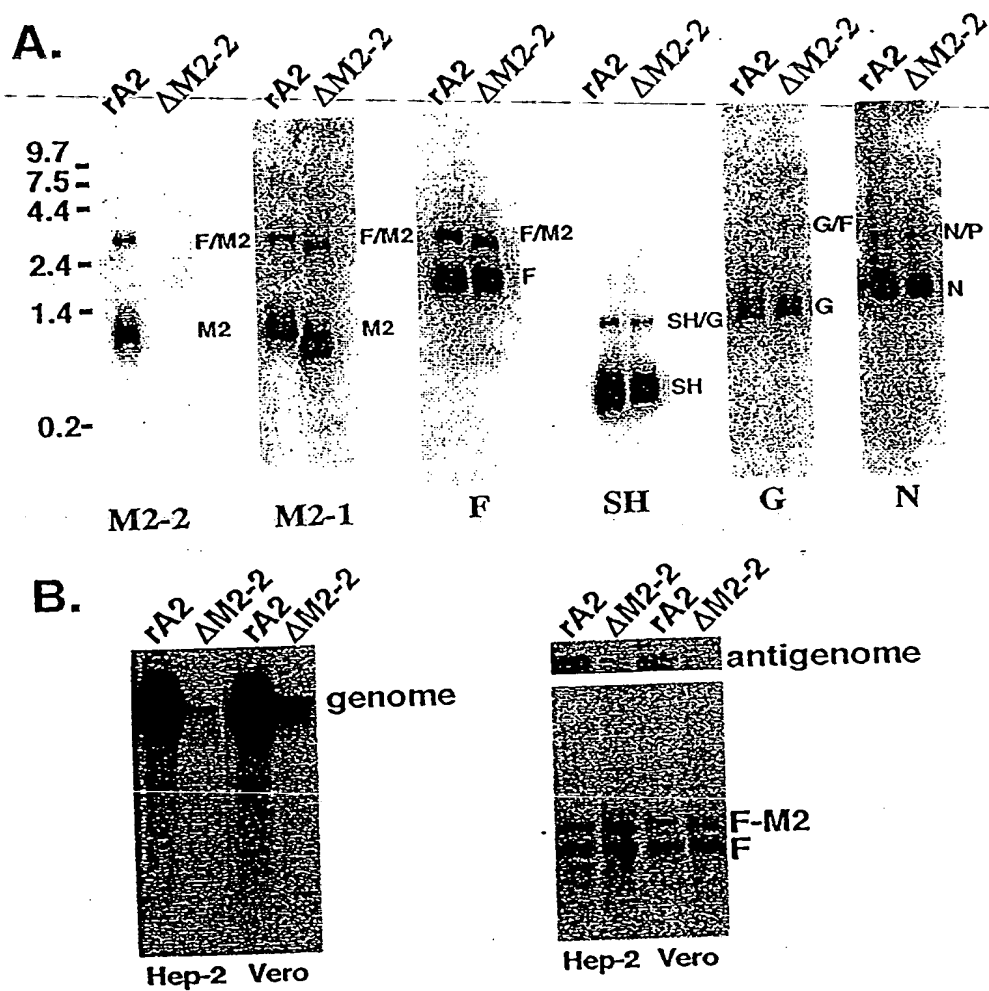 A.
rA2 ΔM2-2 rA2 ΔM2-2 rA2 ΔM2-2 rA2 ΔM2-2 rA2 ΔM2-2 rA2 ΔM2-2
9.7
7.5
4.4
2.4
1.4
0.2
F/M2 F/M2 F/M2 G/F N/P
F N
M2 M2 SH/G G
SH
M2-2 M2-1 F SH G N
B.
rA2 ΔM2-2 rA2 ΔM2-2 rA2 ΔM2-2 rA2 ΔM2-2
genome antigenome
F-M2
F
Hep-2 Vero Hep-2 Vero